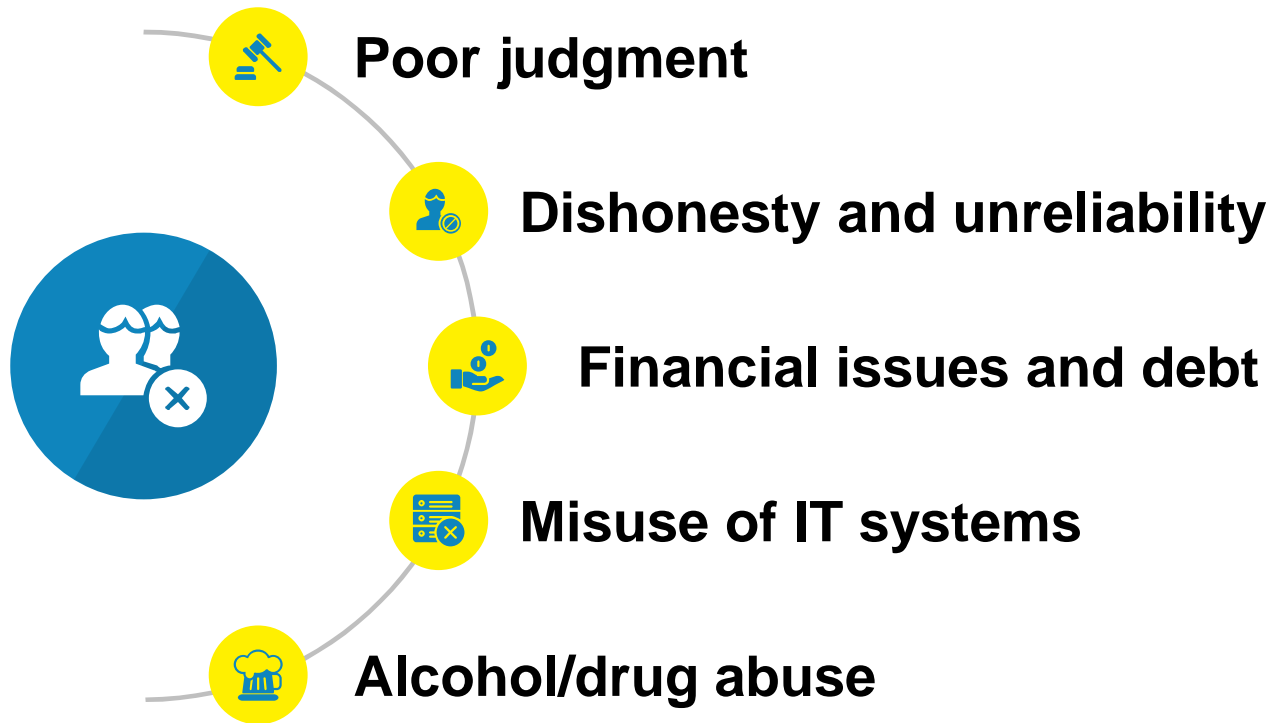 Poor judgment
Dishonesty and unreliability
Financial issues and debt
Misuse of IT systems
Alcohol/drug abuse